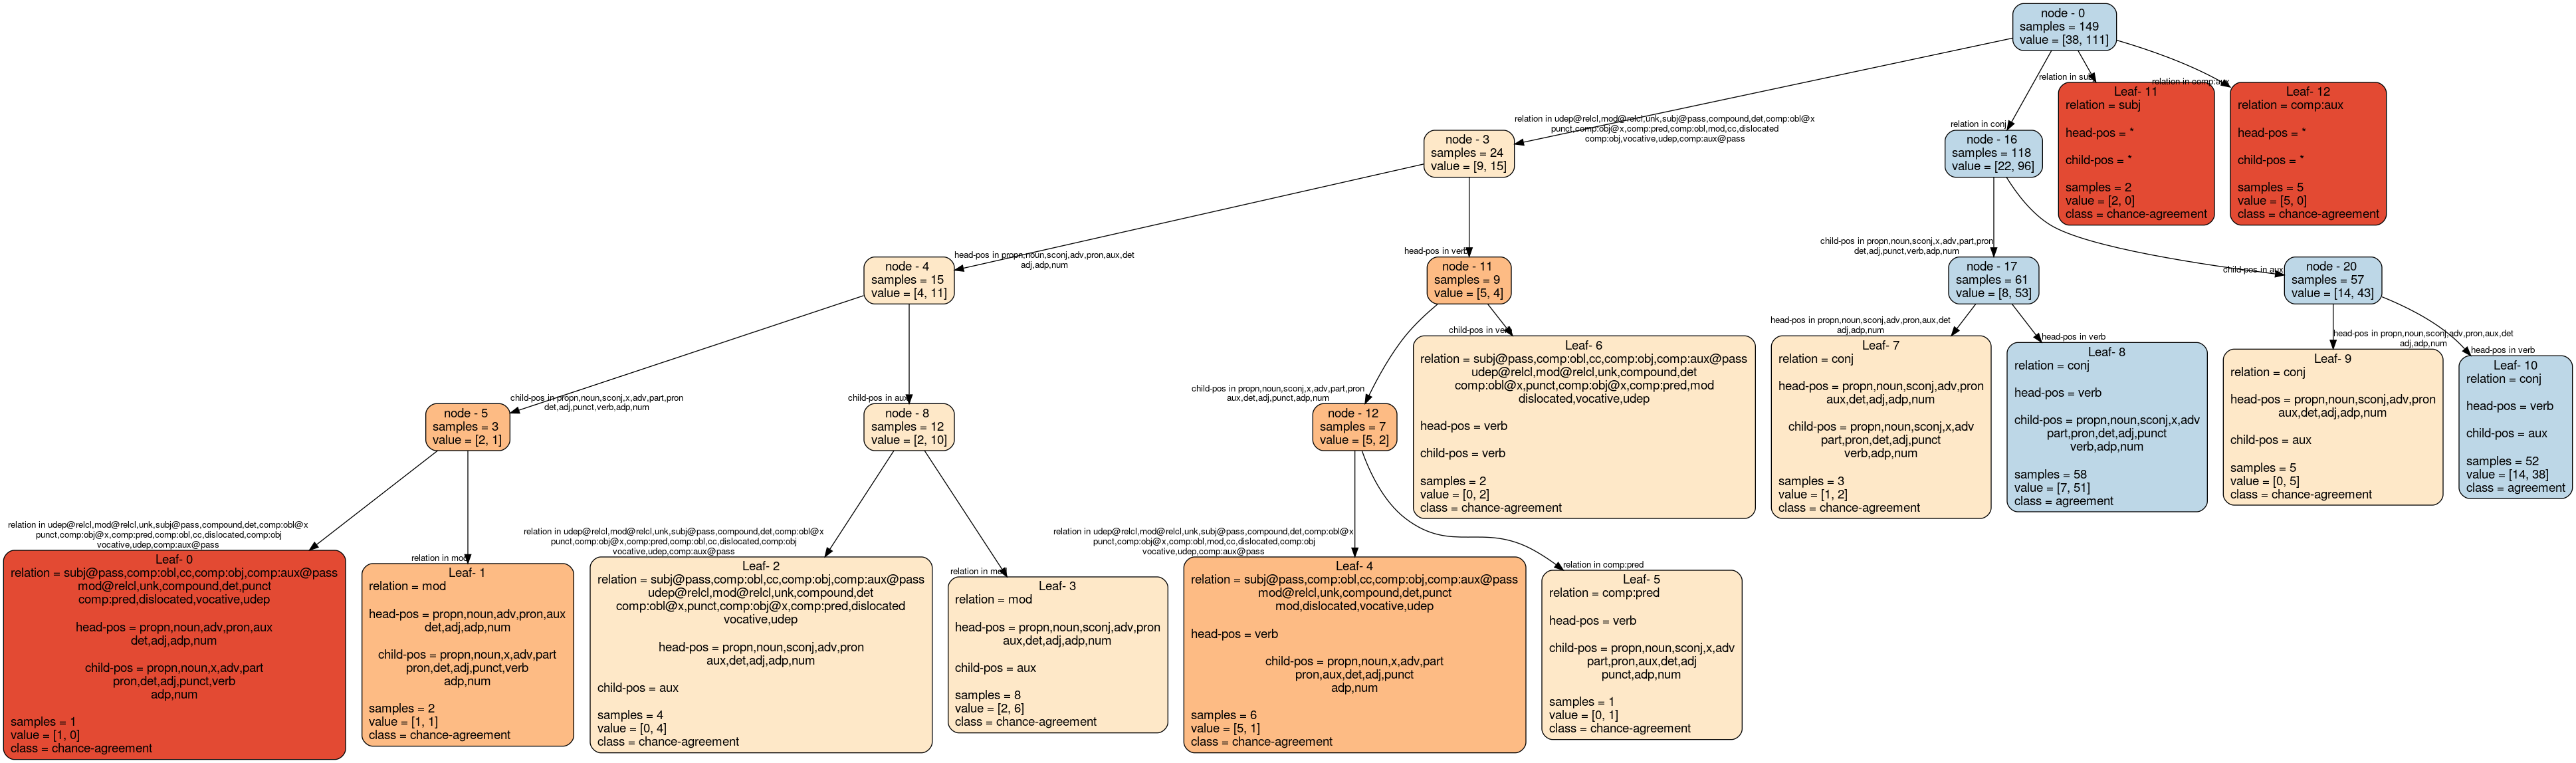 node - 0
samples = 149
value = [38, 111]
relation in subj
relation in comp:aux
Leaf- 11
relation = subj
head-pos = *
child-pos = *
samples = 2
value = [2, 0]
class = chance-agreement
Leaf- 12
relation = comp:aux
head-pos = *
child-pos = *
samples = 5
value = [5, 0]
class = chance-agreement
relation in udep@relcl,mod@relcl,unk,subj@pass,compound,det,comp:obl@x
punct,comp:obj@x,comp:pred,comp:obl,mod,cc,dislocated
comp:obj,vocative,udep,comp:aux@pass
node - 3
samples = 24
value = [9, 15]
relation in conj
node - 16
samples = 118
value = [22, 96]
head-pos in propn,noun,sconj,adv,pron,aux,det
adj,adp,num
node - 4
samples = 15
value = [4, 11]
head-pos in verb
node - 11
samples = 9
value = [5, 4]
child-pos in propn,noun,sconj,x,adv,part,pron
det,adj,punct,verb,adp,num
node - 17
samples = 61
value = [8, 53]
child-pos in aux
node - 20
samples = 57
value = [14, 43]
child-pos in propn,noun,sconj,x,adv,part,pron
det,adj,punct,verb,adp,num
node - 5
samples = 3
value = [2, 1]
child-pos in aux
node - 8
samples = 12
value = [2, 10]
child-pos in propn,noun,sconj,x,adv,part,pron
aux,det,adj,punct,adp,num
node - 12
samples = 7
value = [5, 2]
child-pos in verb
Leaf- 6
relation = subj@pass,comp:obl,cc,comp:obj,comp:aux@pass
udep@relcl,mod@relcl,unk,compound,det
comp:obl@x,punct,comp:obj@x,comp:pred,mod
dislocated,vocative,udep
head-pos = verb
child-pos = verb
samples = 2
value = [0, 2]
class = chance-agreement
head-pos in propn,noun,sconj,adv,pron,aux,det
adj,adp,num
Leaf- 7
relation = conj
head-pos = propn,noun,sconj,adv,pron
aux,det,adj,adp,num
child-pos = propn,noun,sconj,x,adv
part,pron,det,adj,punct
verb,adp,num
samples = 3
value = [1, 2]
class = chance-agreement
head-pos in verb
Leaf- 8
relation = conj
head-pos = verb
child-pos = propn,noun,sconj,x,adv
part,pron,det,adj,punct
verb,adp,num
samples = 58
value = [7, 51]
class = agreement
head-pos in propn,noun,sconj,adv,pron,aux,det
adj,adp,num
Leaf- 9
relation = conj
head-pos = propn,noun,sconj,adv,pron
aux,det,adj,adp,num
child-pos = aux
samples = 5
value = [0, 5]
class = chance-agreement
head-pos in verb
Leaf- 10
relation = conj
head-pos = verb
child-pos = aux
samples = 52
value = [14, 38]
class = agreement
relation in udep@relcl,mod@relcl,unk,subj@pass,compound,det,comp:obl@x
punct,comp:obj@x,comp:pred,comp:obl,cc,dislocated,comp:obj
vocative,udep,comp:aux@pass
Leaf- 0
relation = subj@pass,comp:obl,cc,comp:obj,comp:aux@pass
mod@relcl,unk,compound,det,punct
comp:pred,dislocated,vocative,udep
head-pos = propn,noun,adv,pron,aux
det,adj,adp,num
child-pos = propn,noun,x,adv,part
pron,det,adj,punct,verb
adp,num
samples = 1
value = [1, 0]
class = chance-agreement
relation in mod
Leaf- 1
relation = mod
head-pos = propn,noun,adv,pron,aux
det,adj,adp,num
child-pos = propn,noun,x,adv,part
pron,det,adj,punct,verb
adp,num
samples = 2
value = [1, 1]
class = chance-agreement
relation in udep@relcl,mod@relcl,unk,subj@pass,compound,det,comp:obl@x
punct,comp:obj@x,comp:pred,comp:obl,cc,dislocated,comp:obj
vocative,udep,comp:aux@pass
Leaf- 2
relation = subj@pass,comp:obl,cc,comp:obj,comp:aux@pass
udep@relcl,mod@relcl,unk,compound,det
comp:obl@x,punct,comp:obj@x,comp:pred,dislocated
vocative,udep
head-pos = propn,noun,sconj,adv,pron
aux,det,adj,adp,num
child-pos = aux
samples = 4
value = [0, 4]
class = chance-agreement
relation in mod
Leaf- 3
relation = mod
head-pos = propn,noun,sconj,adv,pron
aux,det,adj,adp,num
child-pos = aux
samples = 8
value = [2, 6]
class = chance-agreement
relation in udep@relcl,mod@relcl,unk,subj@pass,compound,det,comp:obl@x
punct,comp:obj@x,comp:obl,mod,cc,dislocated,comp:obj
vocative,udep,comp:aux@pass
Leaf- 4
relation = subj@pass,comp:obl,cc,comp:obj,comp:aux@pass
mod@relcl,unk,compound,det,punct
mod,dislocated,vocative,udep
head-pos = verb
child-pos = propn,noun,x,adv,part
pron,aux,det,adj,punct
adp,num
samples = 6
value = [5, 1]
class = chance-agreement
relation in comp:pred
Leaf- 5
relation = comp:pred
head-pos = verb
child-pos = propn,noun,sconj,x,adv
part,pron,aux,det,adj
punct,adp,num
samples = 1
value = [0, 1]
class = chance-agreement